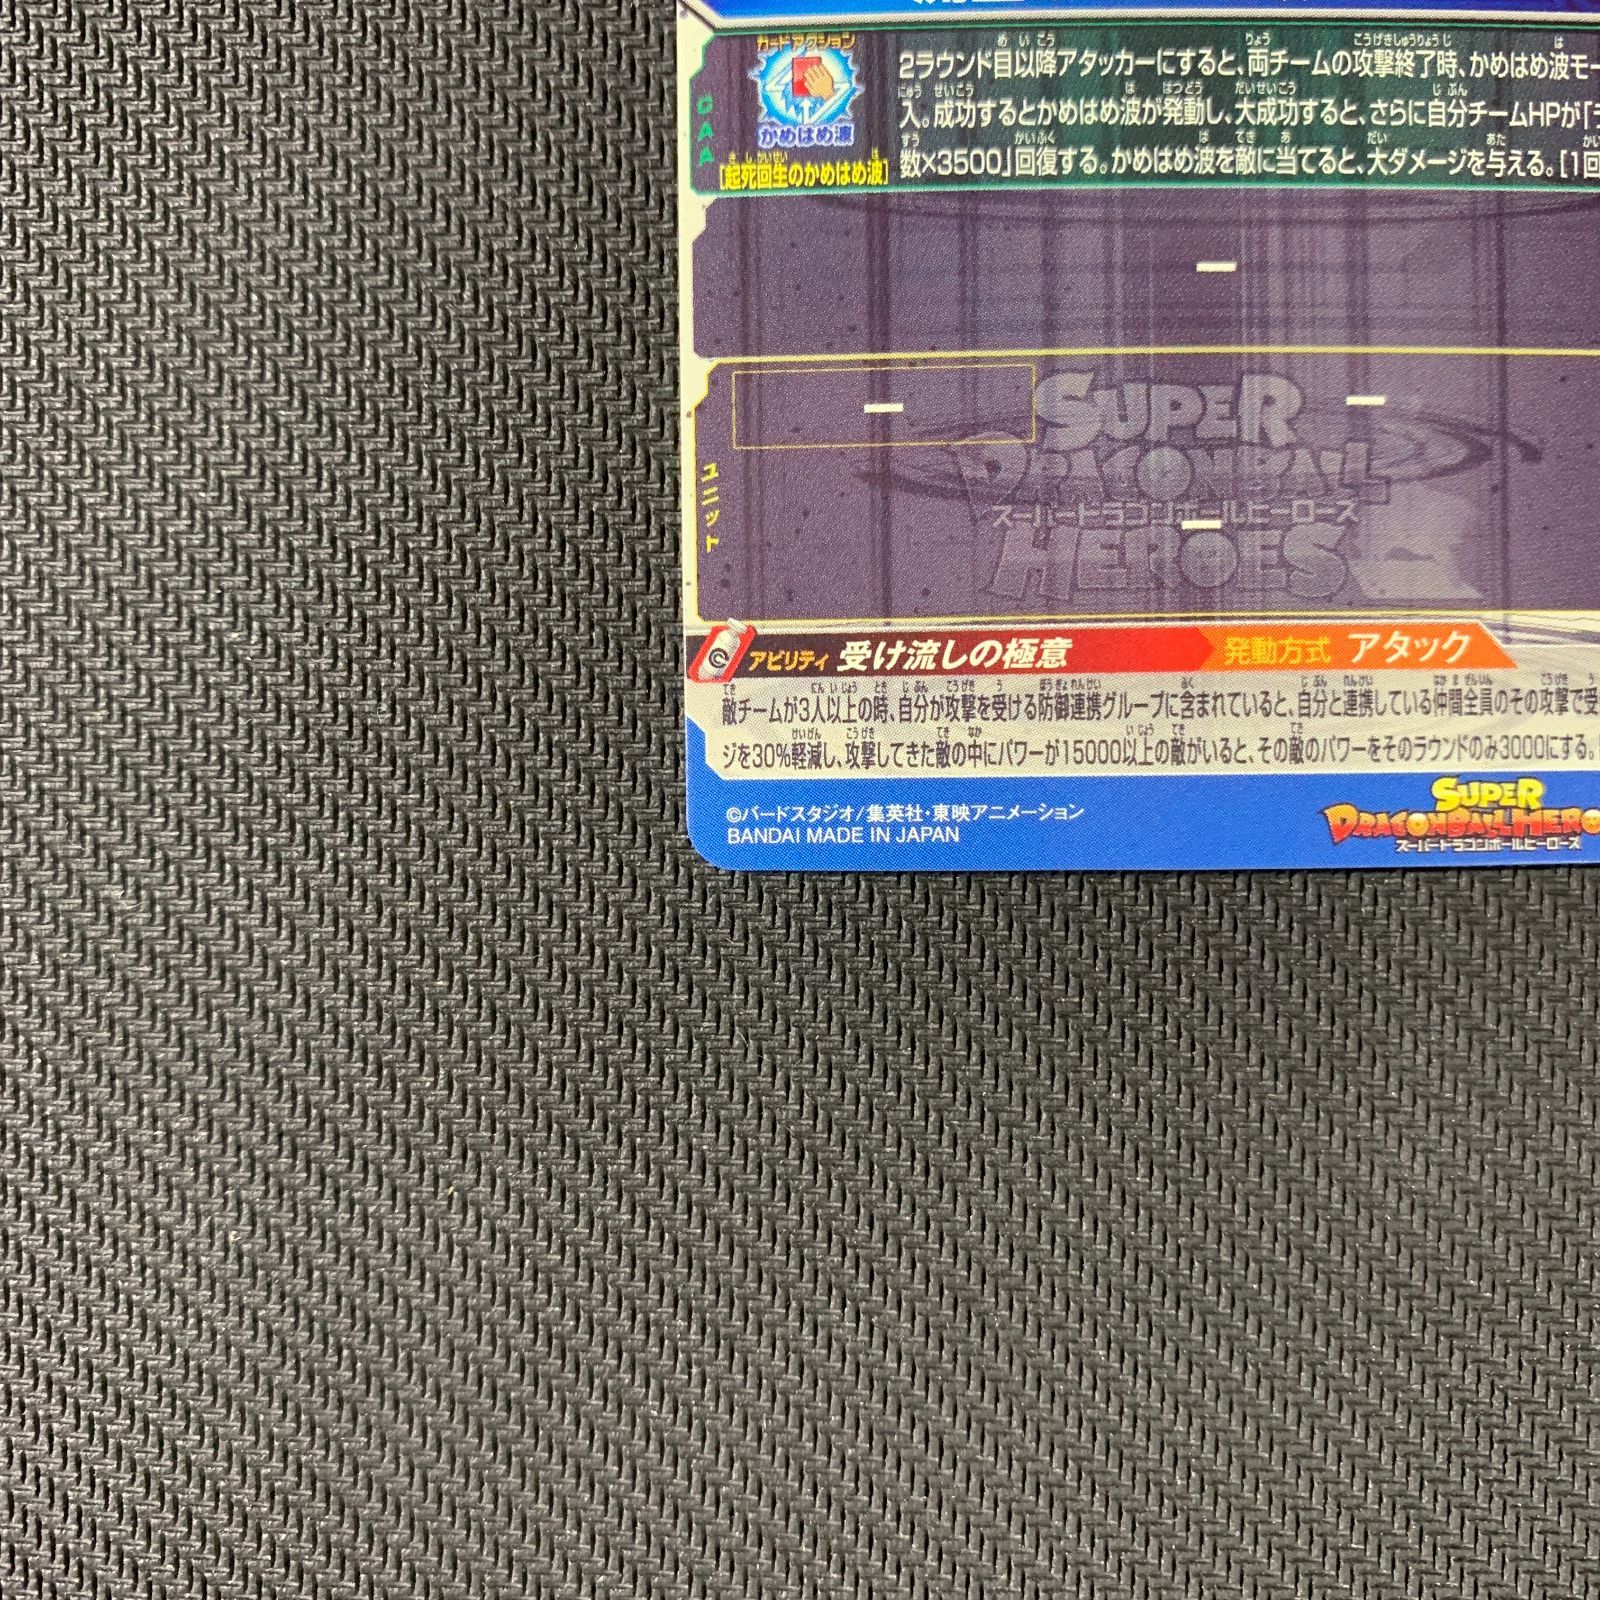 カードアクション
かめはめ波
CAA
[起死回生のかめはめ波]
2ラウンド目以降アタッカーにすると、両チームの攻撃終了時、かめはめ波モー
入。成功するとかめはめ波が発動し、大成功すると、さらに自分チームHPが「
数×3500」回復する。かめはめ波を敵に当てると、大ダメージを与える。[1回
ー
ー
ー
ー
ユニット
SUPER
DRAGONBALL
スーパードラゴンボールヒーローズ
HEROES
アビリティ 受け流しの極意 発動方式 アタック
敵チームが3人以上の時、自分が攻撃を受ける防御連携グループに含まれていると、自分と連携している仲間全員のその攻撃で受
ジを30%軽減し、攻撃してきた敵の中にパワーが15000以上の敵がいると、その敵のパワーをそのラウンドのみ3000にする。
©バードスタジオ/集英社・東映アニメーション
BANDAI MADE IN JAPAN
SUPER
DRAGONBALL HERO
スーパードラゴンボールヒーローズ